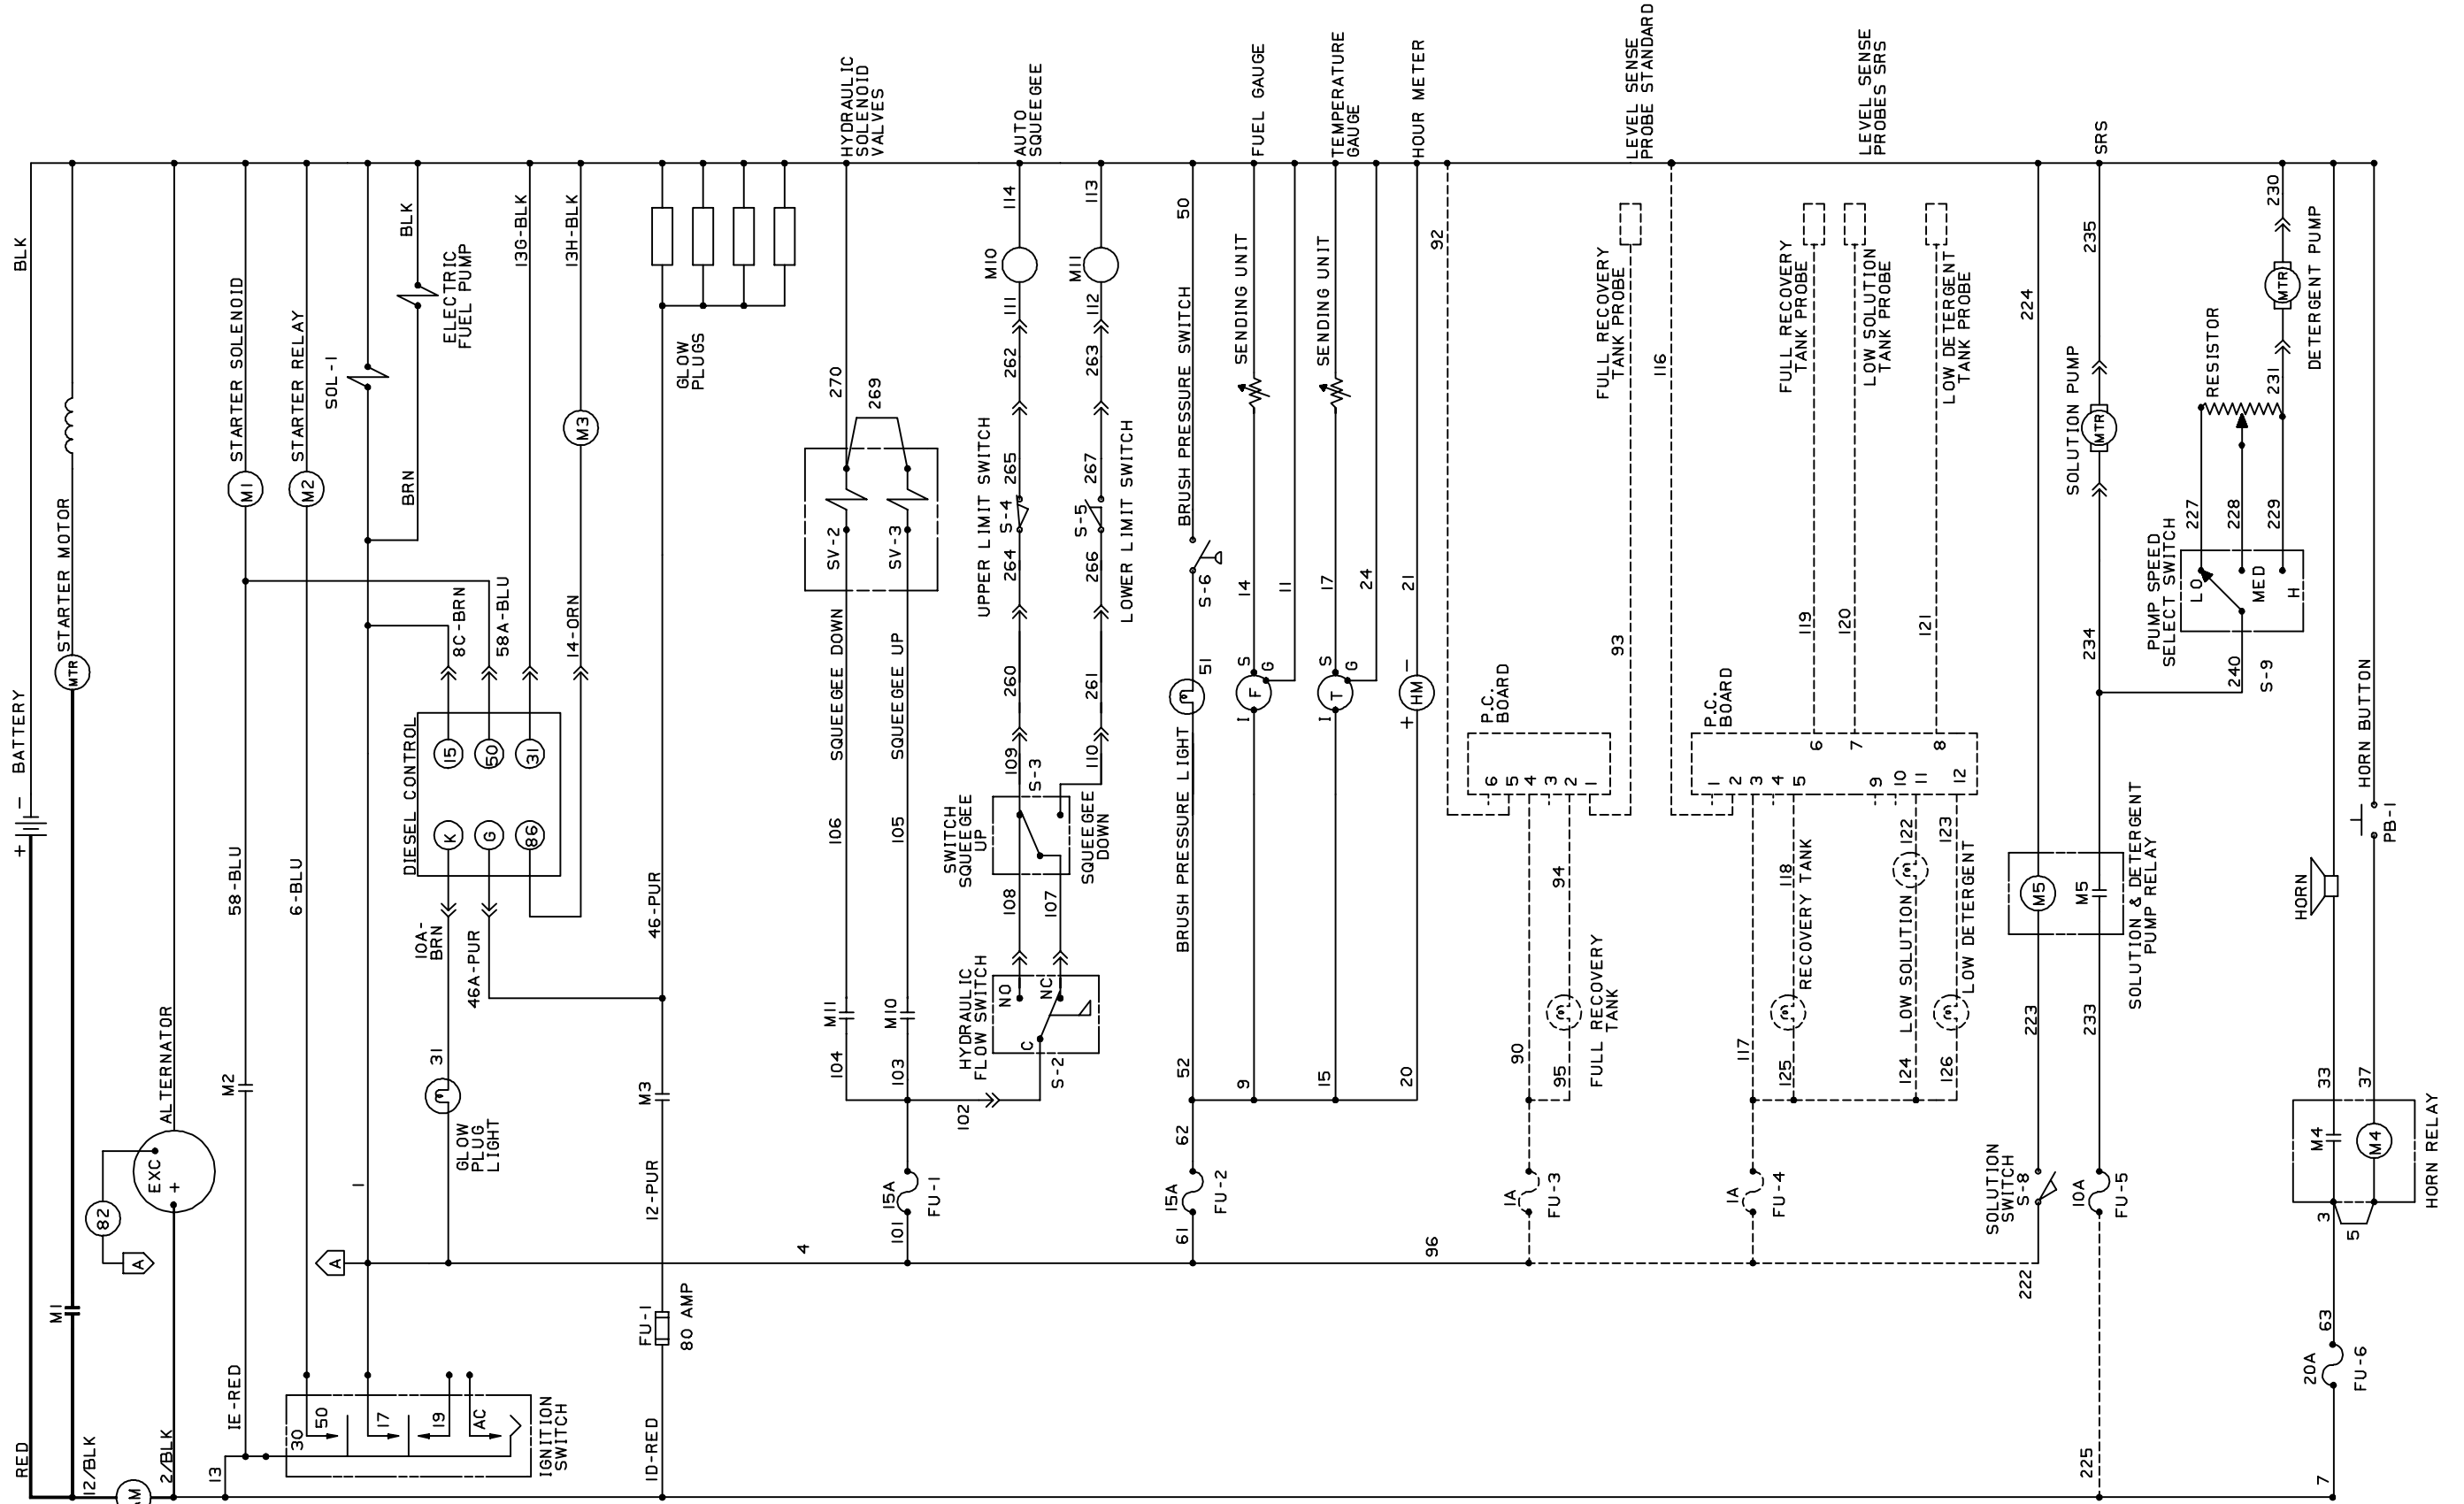 BLK
BATTERY
+
−
RED
STARTER MOTOR
MTR
M1
12/BLK
ALTERNATOR
EXC
+
82
A
2/BLK
STARTER SOLENOID
M1
58-BLU
M2
1E-RED
13
STARTER RELAY
M2
6-BLU
SOL-1
1
A
BLK
ELECTRIC
FUEL PUMP
BRN
30
50
17
19
AC
IGNITION
SWITCH
8C-BRN
58A-BLU
13G-BLK
13H-BLK
M3
14-ORN
DIESEL CONTROL
15
50
31
K
G
86
10A-
BRN
46A-PUR
31
GLOW
PLUG
LIGHT
GLOW
PLUGS
46-PUR
M3
12-PUR
FU-1
80 AMP
1D-RED
HYDRAULIC
SOLENOID
VALVES
270
269
SV-2
SV-3
SQUEEGEE DOWN
SQUEEGEE UP
106
105
M11
M10
104
103
4
15A
FU-1
101
102
AUTO
SQUEEGEE
114
113
M10
M11
111
112
262
263
265
267
UPPER LIMIT SWITCH
S-4
S-5
LOWER LIMIT SWITCH
264
266
260
261
109
110
S-3
SWITCH
SQUEEGEE
UP
SQUEEGEE
DOWN
108
107
HYDRAULIC
FLOW SWITCH
NO
NC
C
S-2
50
BRUSH PRESSURE SWITCH
S-6
51
BRUSH PRESSURE LIGHT
52
62
15A
FU-2
61
FUEL GAUGE
SENDING UNIT
14
11
S
G
F
I
9
TEMPERATURE
GAUGE
SENDING UNIT
17
24
S
G
T
I
15
HOUR METER
21
−
HM
+
20
96
LEVEL SENSE
PROBE STANDARD
92
FULL RECOVERY
TANK PROBE
93
P.C.
BOARD
6
5
4
3
2
1
94
90
95
FULL RECOVERY
TANK
1A
FU-3
LEVEL SENSE
PROBES SRS
116
FULL RECOVERY
TANK PROBE
LOW SOLUTION
TANK PROBE
LOW DETERGENT
TANK PROBE
119
120
121
P.C.
BOARD
6
7
8
1
2
3
4
5
9
10
11
12
118
122
123
RECOVERY TANK
LOW SOLUTION
LOW DETERGENT
117
125
124
126
1A
FU-4
224
M5
223
SOLUTION
SWITCH
S-8
222
SRS
235
SOLUTION PUMP
MTR
234
M5
SOLUTION & DETERGENT
PUMP RELAY
233
10A
FU-5
225
230
DETERGENT PUMP
MTR
231
RESISTOR
227
228
229
PUMP SPEED
SELECT SWITCH
LO
MED
H
240
S-9
HORN BUTTON
PB-1
HORN
33
37
M4
M4
HORN RELAY
3
5
63
20A
FU-6
7